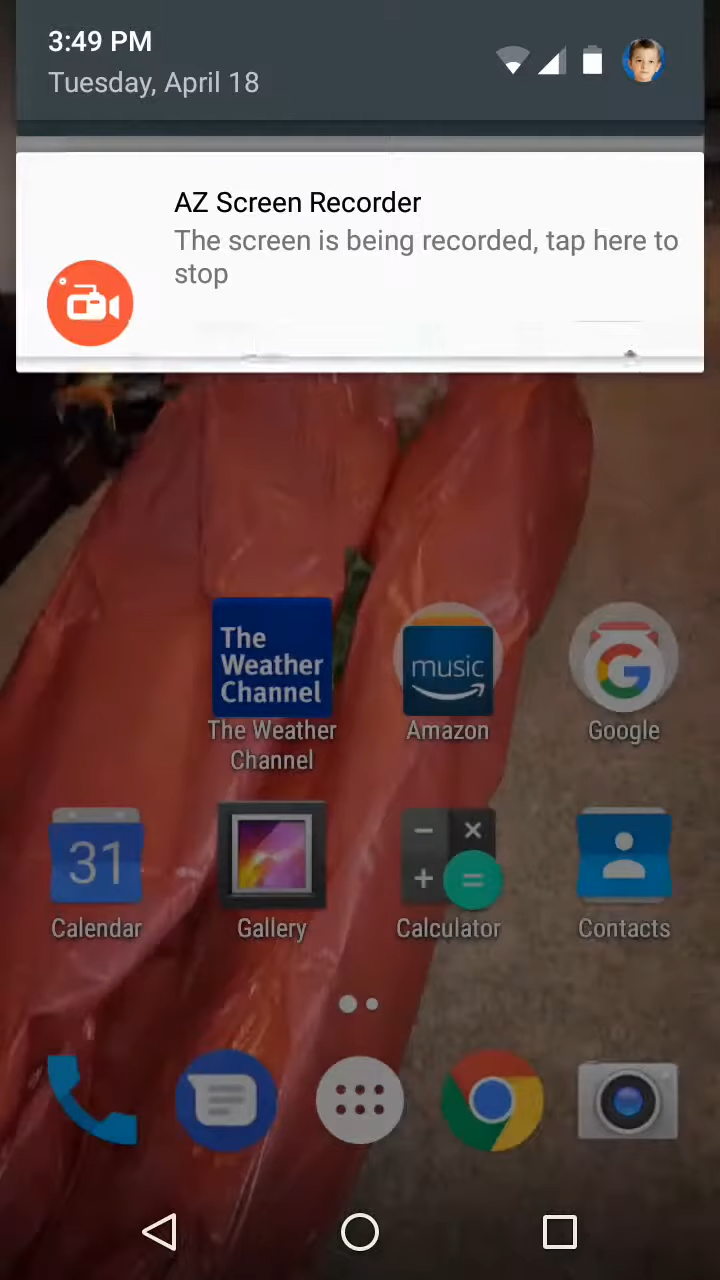 3:49 PM
Tuesday, April 18
AZ Screen Recorder
The screen is being recorded, tap here to
stop
The
Weather
Channel
music
The Weather
Channel
Amazon
Google
31
Calendar
Gallery
Calculator
Contacts